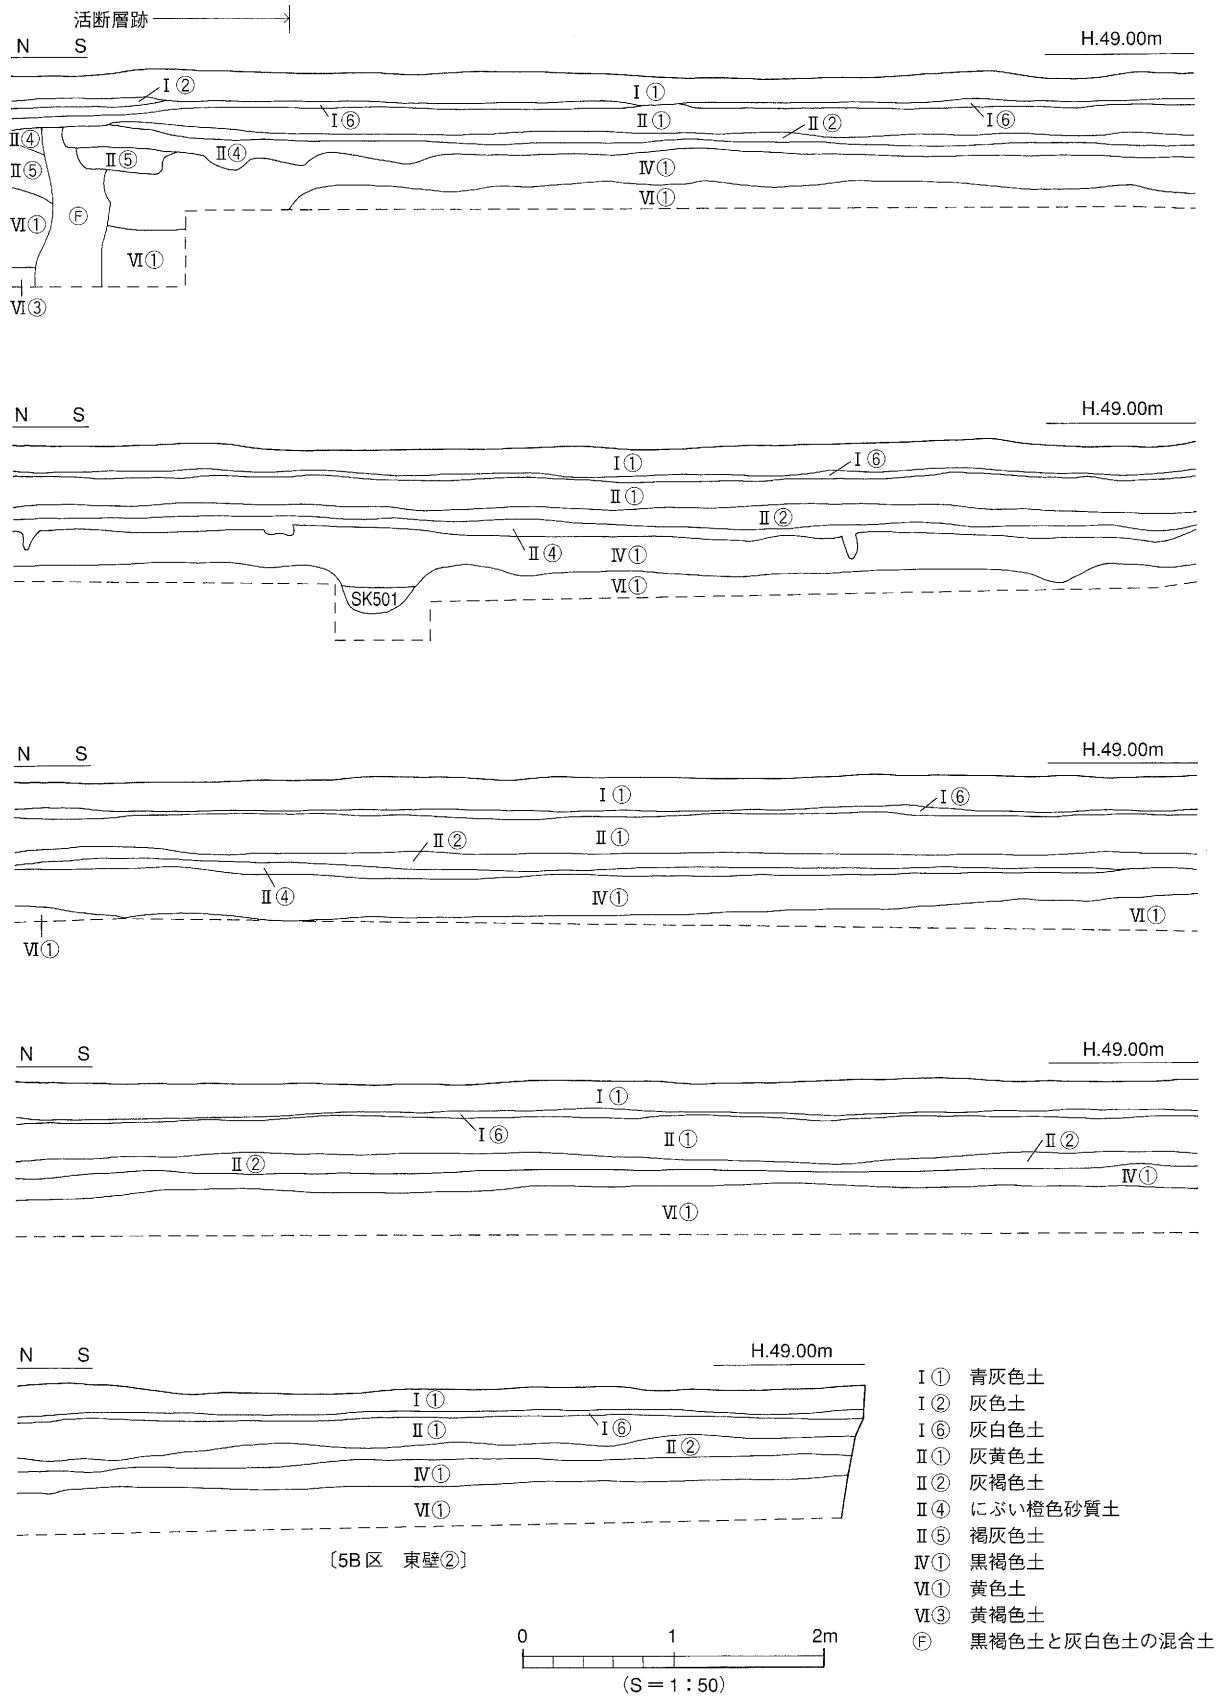 活断層跡
N S
H.49.00m
Ⅰ②
Ⅰ①
Ⅰ⑥
Ⅱ①
Ⅱ②
Ⅰ⑥
Ⅱ④
Ⅱ⑤
Ⅱ④
Ⅱ⑤
Ⅳ①
Ⅵ①
Ⅵ①
Ⓕ
Ⅵ①
Ⅵ③
N S
H.49.00m
Ⅰ①
Ⅰ⑥
Ⅱ①
Ⅱ②
Ⅱ④
Ⅳ①
Ⅵ①
SK501
N S
H.49.00m
Ⅰ①
Ⅰ⑥
Ⅱ②
Ⅱ①
Ⅱ④
Ⅳ①
Ⅵ①
Ⅵ①
N S
H.49.00m
Ⅰ①
Ⅰ⑥
Ⅱ①
Ⅱ②
Ⅱ②
Ⅳ①
Ⅵ①
N S
H.49.00m
Ⅰ①
Ⅱ①
Ⅰ⑥
Ⅱ②
Ⅳ①
Ⅵ①
〔5B区 東壁②〕
Ⅰ① 青灰色土
Ⅰ② 灰色土
Ⅰ⑥ 灰白色土
Ⅱ① 灰黄色土
Ⅱ② 灰褐色土
Ⅱ④ にぶい橙色砂質土
Ⅱ⑤ 褐灰色土
Ⅳ① 黒褐色土
Ⅵ① 黄色土
Ⅵ③ 黄褐色土
Ⓕ 黒褐色土と灰白色土の混合土
0 1 2m
(S=1:50)